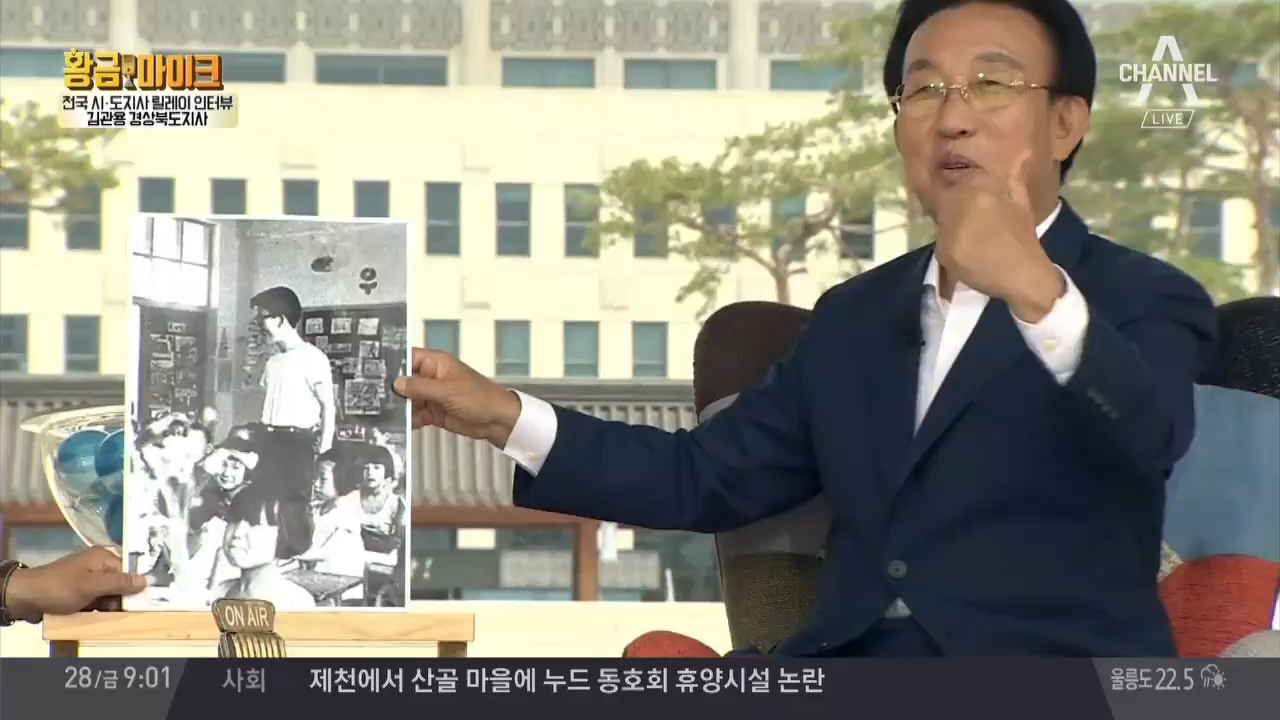 황금마이크
전국 시·도지사 릴레이 인터뷰
김관용 경상북도지사
CHANNEL A
LIVE
ON AIR
28/금 9:01 사회 제천에서 산골 마을에 누드 동호회 휴양시설 논란 울릉도 22.5